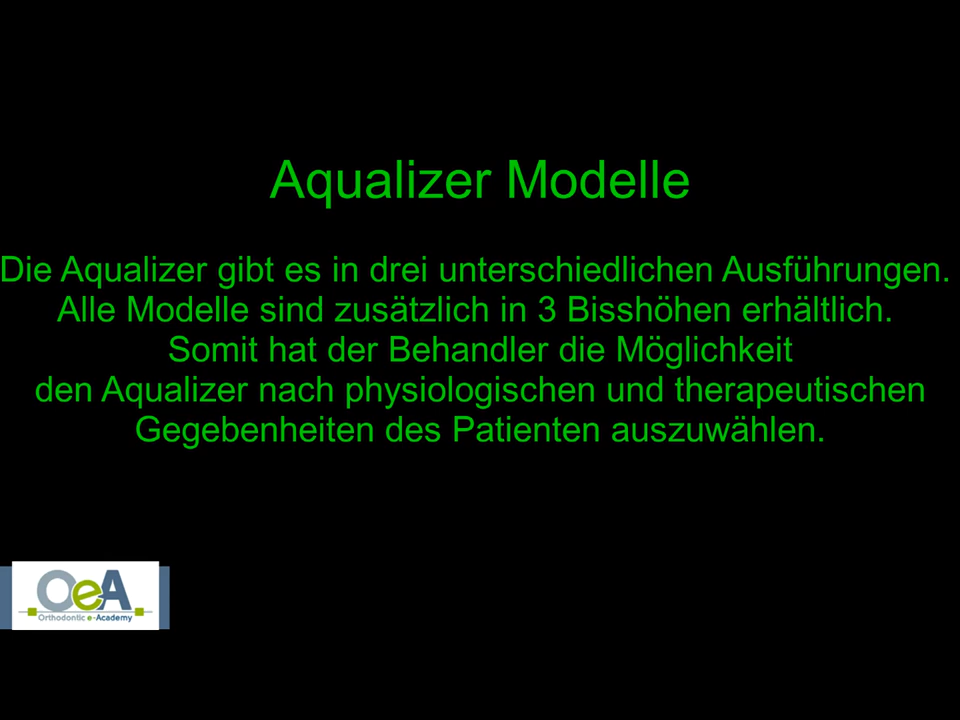 Aqualizer Modelle
Die Aqualizer gibt es in drei unterschiedlichen Ausführungen.
Alle Modelle sind zusätzlich in 3 Bisshöhen erhältlich.
Somit hat der Behandler die Möglichkeit
den Aqualizer nach physiologischen und therapeutischen
Gegebenheiten des Patienten auszuwählen.
OeA
Orthodontic e-Academy